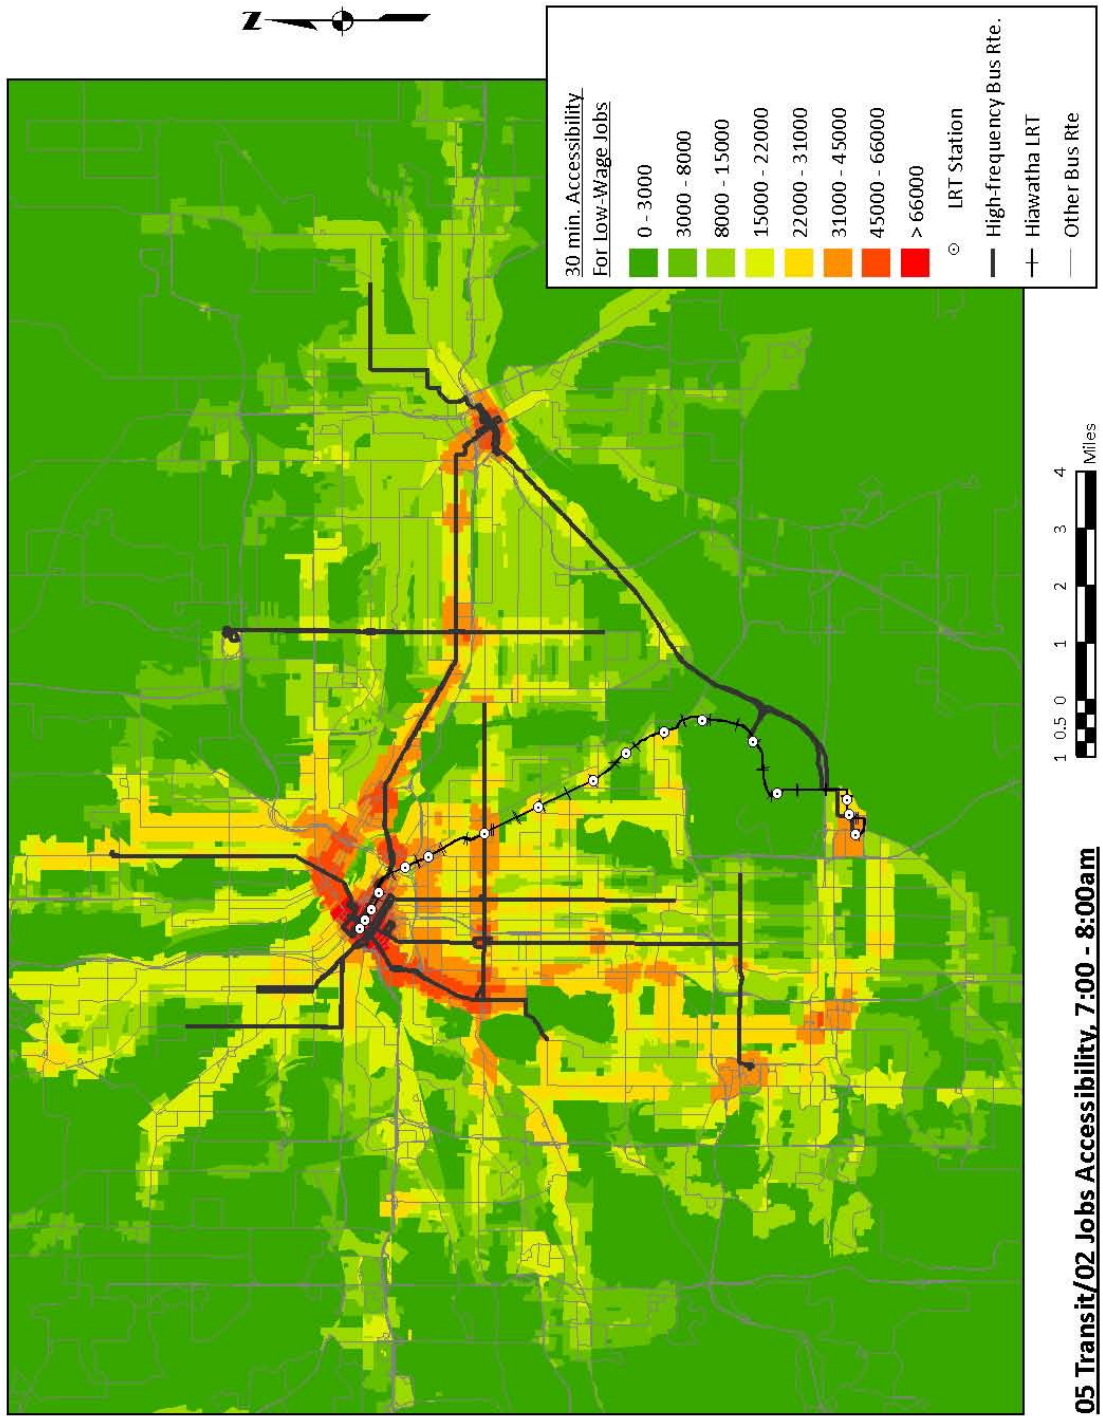 N
30 min. Accessibility
For Low-Wage Jobs
0 - 3000
3000 - 8000
8000 - 15000
15000 - 22000
22000 - 31000
31000 - 45000
45000 - 66000
> 66000
LRT Station
High-frequency Bus Rte.
Hiawatha LRT
Other Bus Rte
1 0.5 0 1 2 3 4
Miles
05 Transit/02 Jobs Accessibility, 7:00 - 8:00am